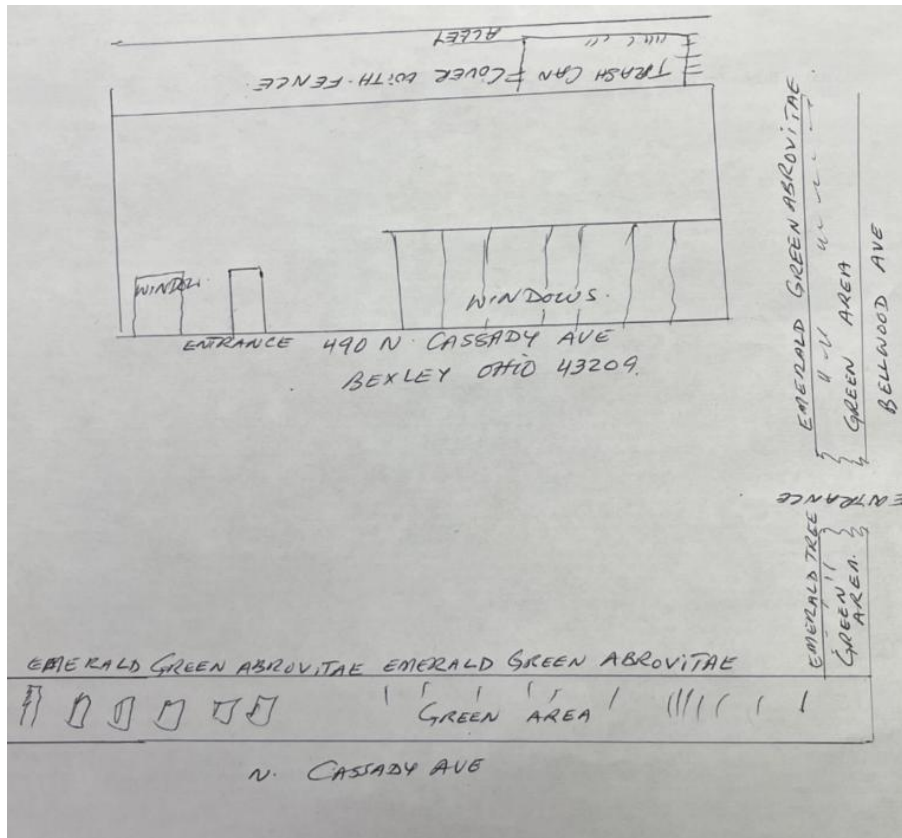 ALLEY
TRASH CAN COVER WITH FENCE
WINDOW
WINDOWS
ENTRANCE 490 N. CASSADY AVE
BEXLEY OHIO 43209.
EMERALD GREEN ABROVITAE
GREEN AREA
BELLWOOD AVE
ENTRANCE
EMERALD TREE
GREEN
AREA.
EMERALD GREEN ABROVITAE EMERALD GREEN ABROVITAE
GREEN AREA
N. CASSADY AVE